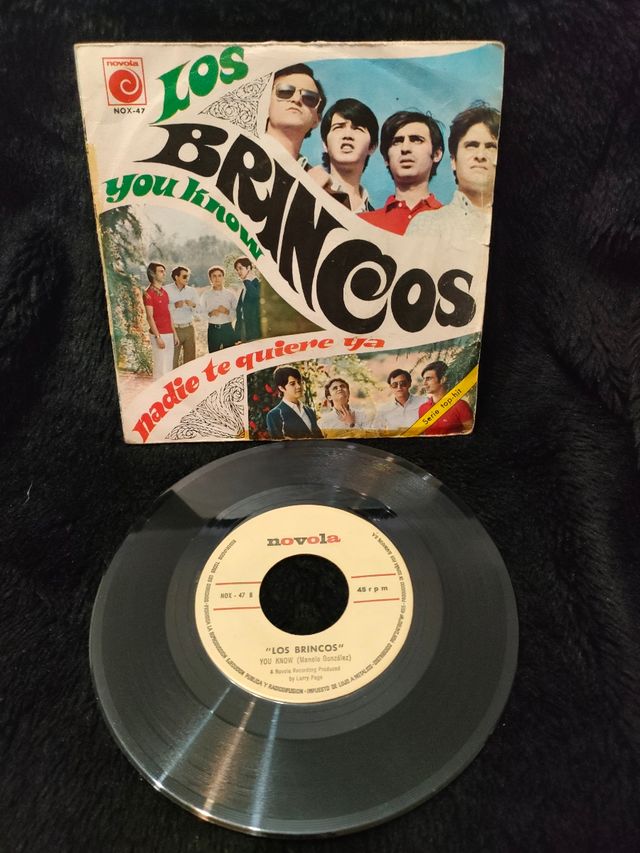 novola
NOX-47
LOS
BRINCOS
you know
nadie te quiere ya
Serie top-hit
novola
NOX - 47 B
45 rpm
"LOS BRINCOS"
YOU KNOW (Manolo González)
A Novola Recording Produced
by Larry Page